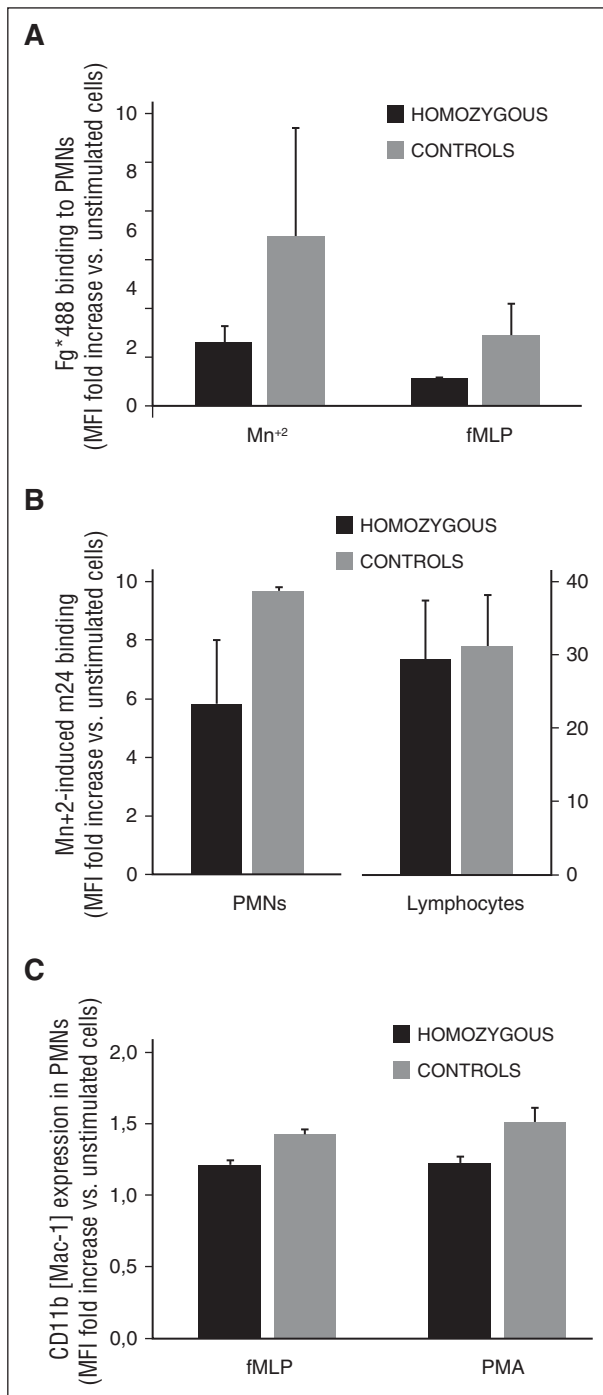 A
Fg*488 binding to PMNs
(MFI fold increase vs. unstimulated cells)
10
8
6
4
2
0
HOMOZYGOUS
CONTROLS
Mn+2
fMLP
B
Mn+2-induced m24 binding
(MFI fold increase vs. unstimulated cells)
10
8
6
4
2
0
HOMOZYGOUS
CONTROLS
40
30
20
10
0
PMNs
Lymphocytes
C
CD11b [Mac-1] expression in PMNs
(MFI fold increase vs. unstimulated cells)
2,0
1,5
1,0
0,5
0,0
HOMOZYGOUS
CONTROLS
fMLP
PMA